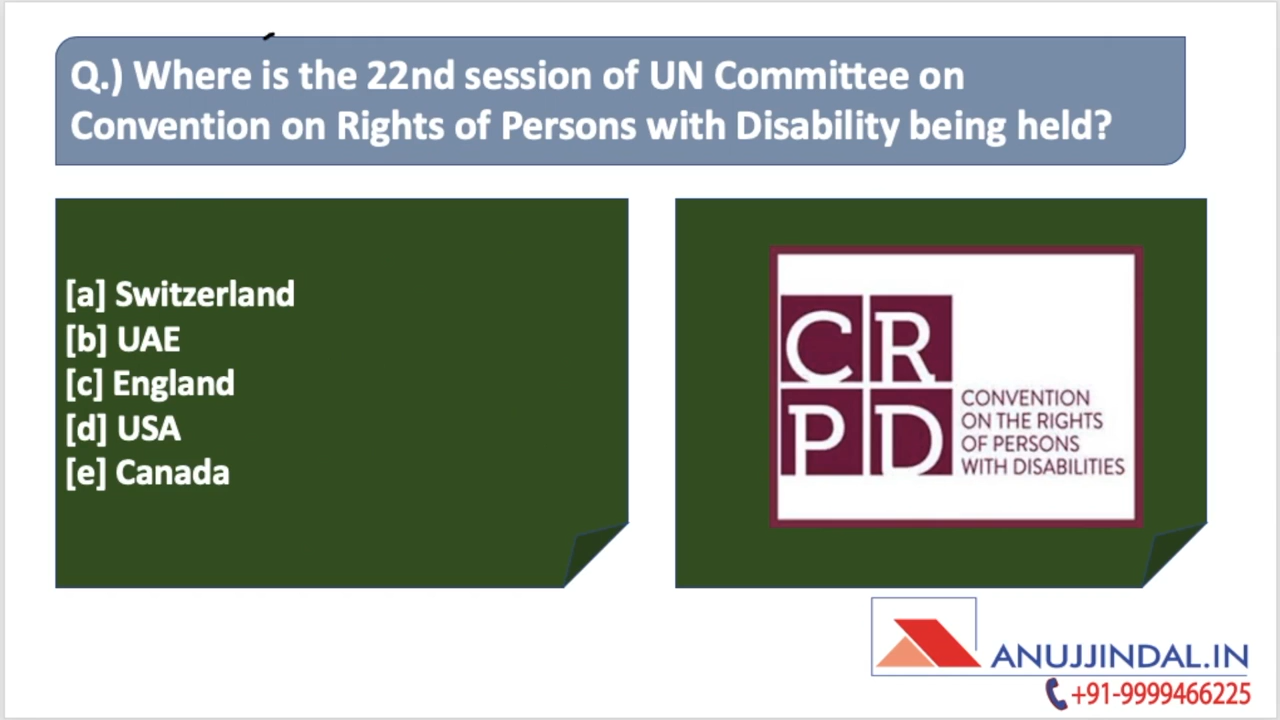 Q.) Where is the 22nd session of UN Committee on
Convention on Rights of Persons with Disability being held?
[a] Switzerland
[b] UAE
[c] England
[d] USA
[e] Canada
CR
PD
CONVENTION
ON THE RIGHTS
OF PERSONS
WITH DISABILITIES
ANUJJINDAL.IN
+91-9999466225